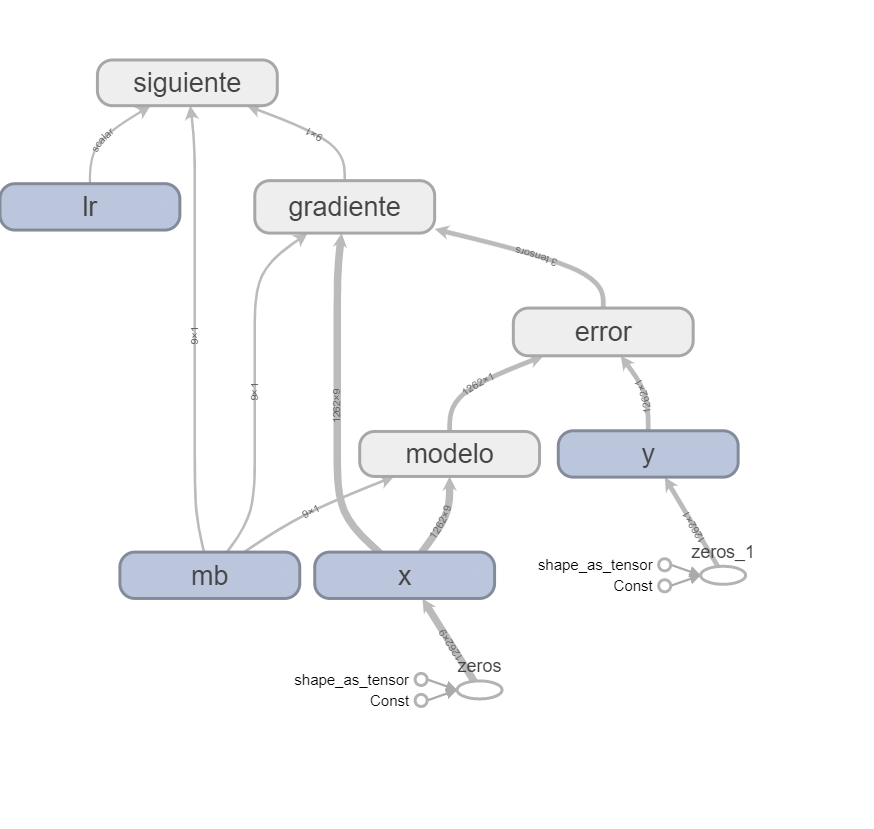 siguiente
scalar
9×1
lr
gradiente
3 tensors
9×1
error
9×1
1262×9
1262×1
1262×1
modelo
y
9×1
1262×9
1262×1
zeros_1
shape_as_tensor
Const
mb
x
1262×9
zeros
shape_as_tensor
Const